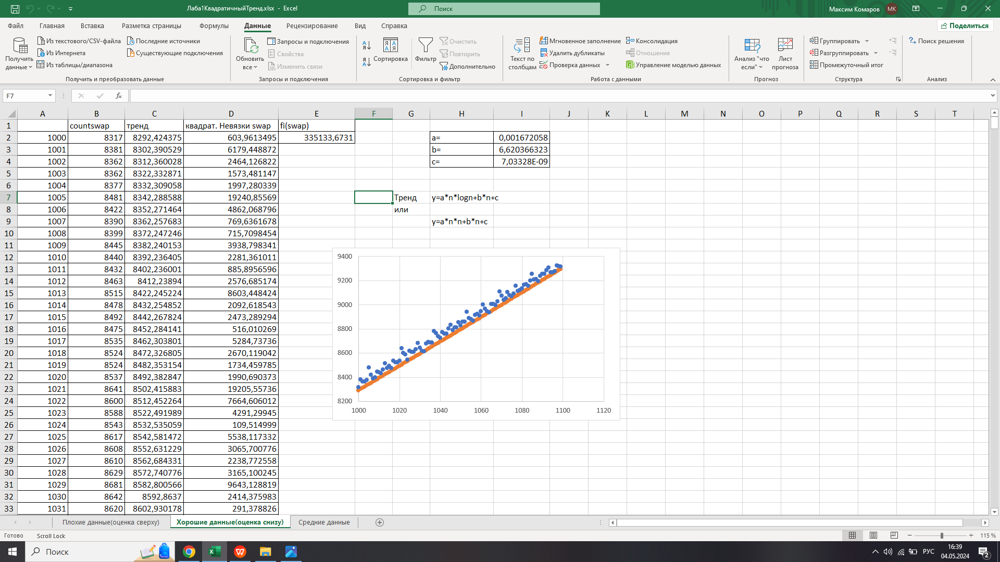 Лаба1КвадратичныйТренд.xlsx - Excel
Поиск
Максим Комаров МК
Файл Главная Вставка Разметка страницы Формулы Данные Рецензирование Вид Справка Поделиться
Получить данные
Из текстового/CSV-файла
Из Интернета
Из таблицы/диапазона
Последние источники
Существующие подключения
Получить и преобразовать данные
Обновить все
Запросы и подключения
Свойства
Изменить связи
Запросы и подключения
Сортировка
Фильтр
Очистить
Повторить
Дополнительно
Сортировка и фильтр
Текст по столбцам
Мгновенное заполнение
Удалить дубликаты
Проверка данных
Консолидация
Отношения
Управление моделью данных
Работа с данными
Анализ "что если"
Лист прогноза
Прогноз
Группировать
Разгруппировать
Промежуточный итог
Структура
Поиск решения
Анализ
F7 fx
A B C D E F G H I J K L M N O P Q R S T
1 countswap тренд квадрат. Невязки swap fi(swap)
2 1000 8317 8292,424375 603,9613495 335133,6731 a= 0,001672058
3 1001 8381 8302,390529 6179,448872 b= 6,620366323
4 1002 8362 8312,360028 2464,126822 c= 7,03328E-09
5 1003 8362 8322,332871 1573,481147
6 1004 8377 8332,309058 1997,280339
7 1005 8481 8342,288588 19240,85569 Тренд y=a*n*logn+b*n+c
8 1006 8422 8352,271464 4862,068796 или
9 1007 8390 8362,257683 769,6361678 y=a*n*n+b*n+c
10 1008 8399 8372,247246 715,7098454
11 1009 8445 8382,240153 3938,798341
12 1010 8440 8392,236405 2281,361011
13 1011 8432 8402,236001 885,8956596
14 1012 8463 8412,23894 2576,685174
15 1013 8515 8422,245224 8603,448424
16 1014 8478 8432,254852 2092,618543
17 1015 8492 8442,267824 2473,289294
18 1016 8475 8452,284141 516,010269
19 1017 8535 8462,303801 5284,73736
20 1018 8524 8472,326805 2670,119042
21 1019 8524 8482,353154 1734,459785
22 1020 8537 8492,382847 1990,690373
23 1021 8641 8502,415883 19205,55736
24 1022 8600 8512,452264 7664,606012
25 1023 8588 8522,491989 4291,29945
26 1024 8543 8532,535059 109,514999
27 1025 8617 8542,581472 5538,117332
28 1026 8608 8552,631229 3065,700776
29 1027 8610 8562,684331 2238,772558
30 1028 8629 8572,740776 3165,100245
31 1029 8681 8582,800566 9643,128819
32 1030 8642 8592,8637 2414,375983
33 1031 8620 8602,930178 291,378826
9400
9200
9000
8800
8600
8400
8200
1000 1020 1040 1060 1080 1100 1120
Плохие данные(оценка сверху) Хорошие данные(оценка снизу) Средние данные
Готово Scroll Lock 115 %
Поиск
РУС
16:39
04.05.2024
2